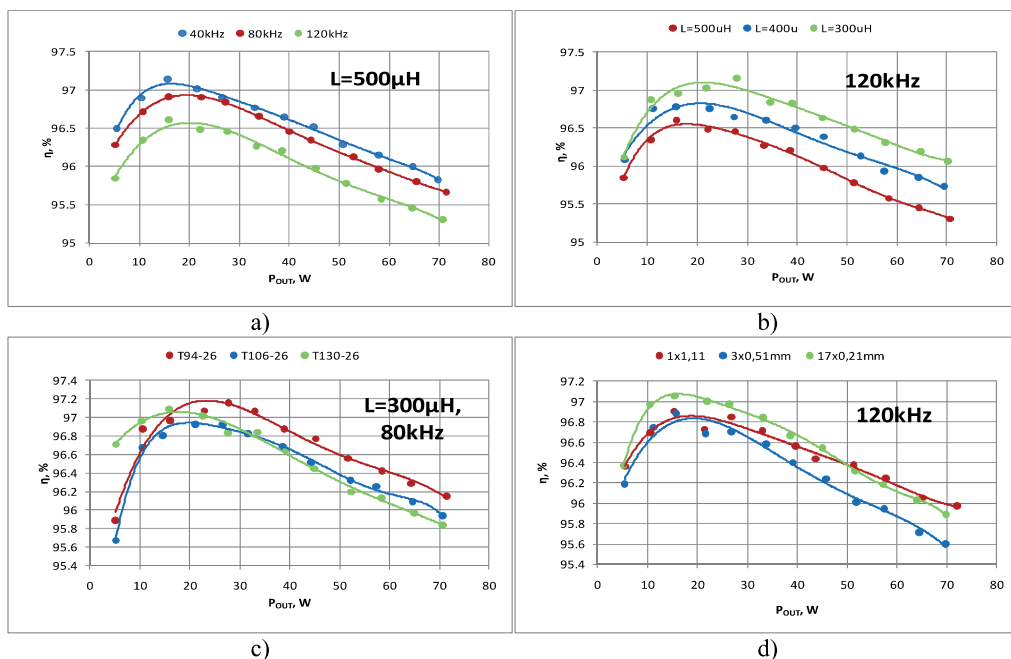 40kHz 80kHz 120kHz
97.5
97
96.5
96
95.5
95
η, %
L=500µH
0 10 20 30 40 50 60 70 80
P_OUT, W
a)
L=500uH L=400u L=300uH
97.5
97
96.5
96
95.5
95
η, %
120kHz
0 10 20 30 40 50 60 70 80
P_OUT, W
b)
T94-26 T106-26 T130-26
97.4
97.2
97
96.8
96.6
96.4
96.2
96
95.8
95.6
95.4
η, %
L=300µH,
80kHz
0 10 20 30 40 50 60 70 80
P_OUT, W
c)
1x1,11 3x0,51mm 17x0,21mm
97.2
97
96.8
96.6
96.4
96.2
96
95.8
95.6
95.4
η, %
120kHz
0 10 20 30 40 50 60 70 80
P_OUT, W
d)